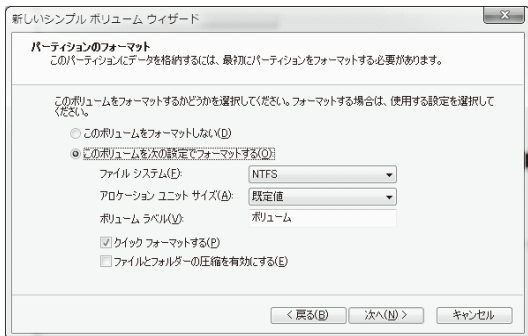 新しいシンプル ボリューム ウィザード
パーティションのフォーマット
このパーティションにデータを格納するには、最初にパーティションをフォーマットする必要があります。
このボリュームをフォーマットするかどうかを選択してください。フォーマットする場合は、使用する設定を選択して
ください。
このボリュームをフォーマットしない(D)
このボリュームを次の設定でフォーマットする(O):
ファイル システム(F): NTFS
アロケーション ユニット サイズ(A): 既定値
ボリューム ラベル(V): ボリューム
クイック フォーマットする(P)
ファイルとフォルダーの圧縮を有効にする(E)
< 戻る(B) 次へ(N) > キャンセル